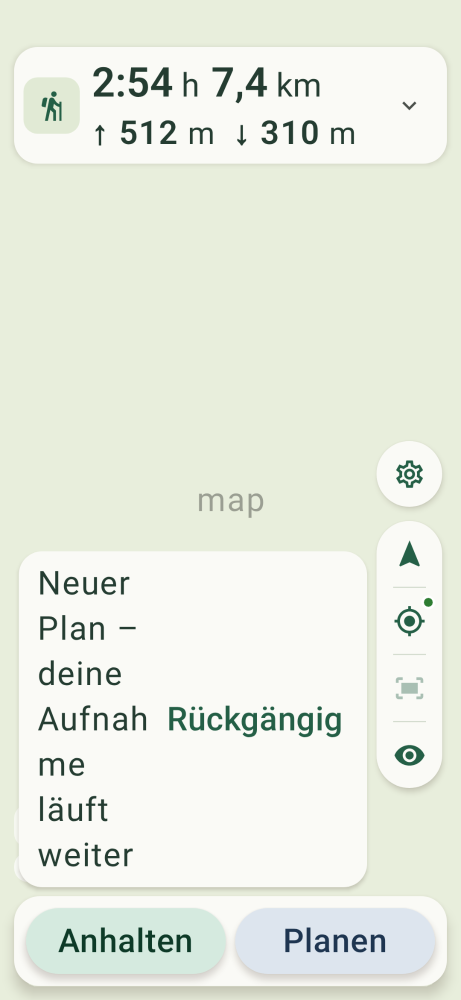 2:54 h 7,4 km
↑ 512 m ↓ 310 m
map
Neuer
Plan –
deine
Aufnah
me
läuft
weiter
Rückgängig
Anhalten
Planen